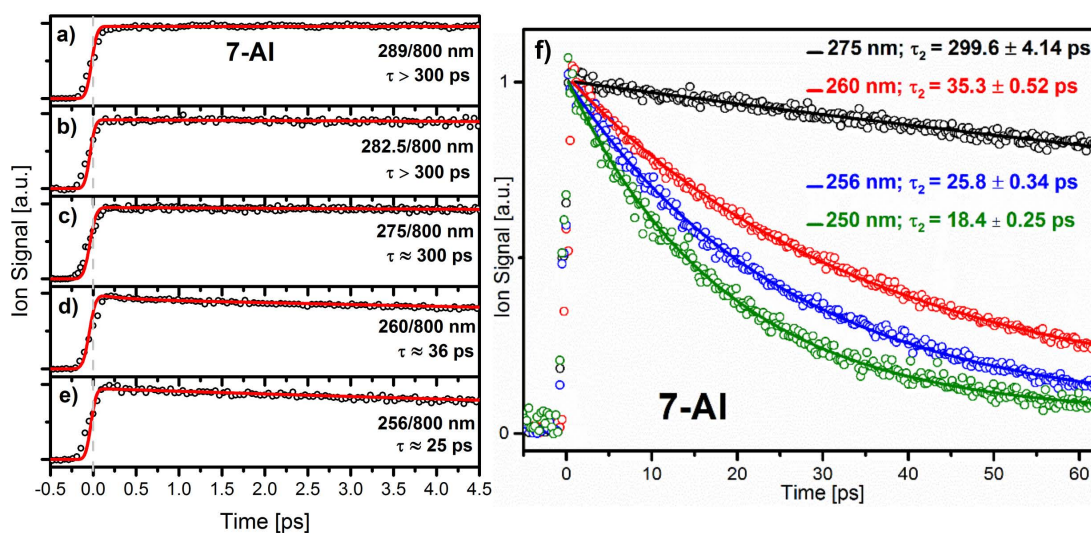 a)
7-AI
289/800 nm
τ > 300 ps
b)
282.5/800 nm
τ > 300 ps
c)
275/800 nm
τ ≈ 300 ps
d)
260/800 nm
τ ≈ 36 ps
e)
256/800 nm
τ ≈ 25 ps
Ion Signal [a.u.]
-0.5 0.0 0.5 1.0 1.5 2.0 2.5 3.0 3.5 4.0 4.5
Time [ps]
f)
275 nm; τ2 = 299.6 ± 4.14 ps
260 nm; τ2 = 35.3 ± 0.52 ps
256 nm; τ2 = 25.8 ± 0.34 ps
250 nm; τ2 = 18.4 ± 0.25 ps
7-AI
Ion Signal [a.u.]
1
0
0 10 20 30 40 50 60
Time [ps]